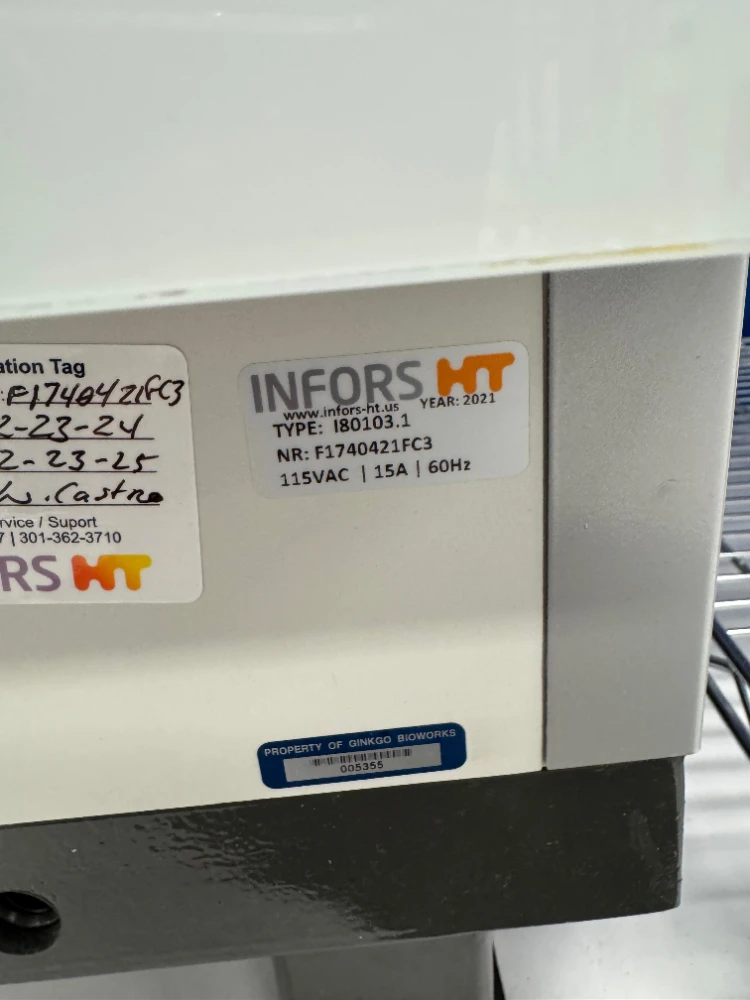 ation Tag
: F1740421FC3
2-23-24
2-23-25
W. Castro
rvice / Suport
7 | 301-362-3710
RS HT
INFORS HT
www.infors-ht.us YEAR: 2021
TYPE: I80103.1
NR: F1740421FC3
115VAC | 15A | 60Hz
PROPERTY OF GINKGO BIOWORKS
005355